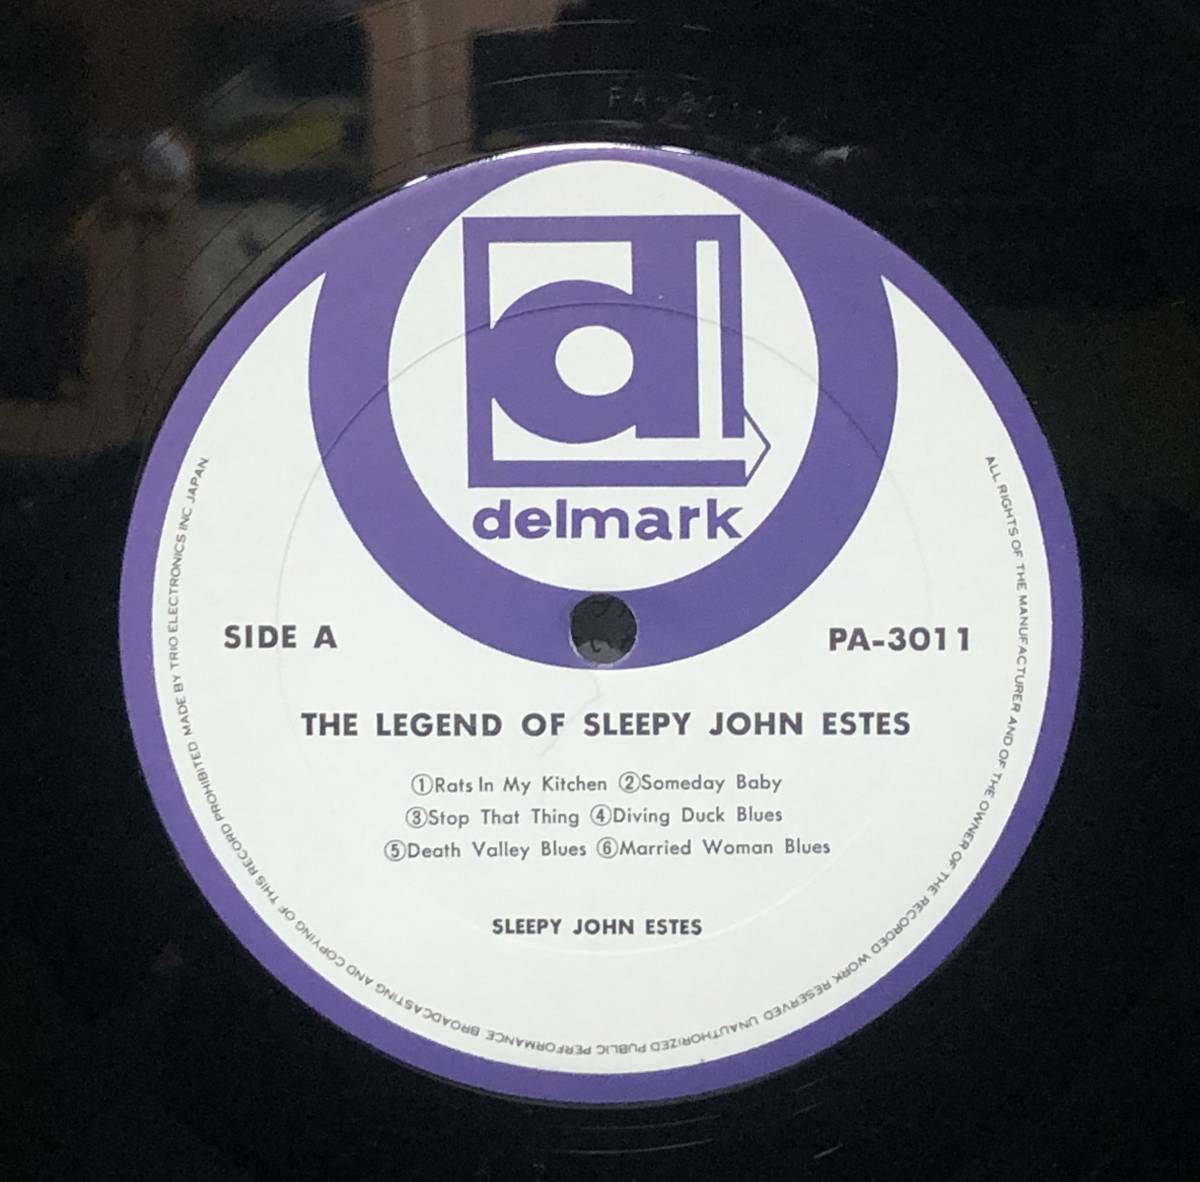 delmark
SIDE A
PA-3011
THE LEGEND OF SLEEPY JOHN ESTES
①Rats In My Kitchen ②Someday Baby
③Stop That Thing ④Diving Duck Blues
⑤Death Valley Blues ⑥Married Woman Blues
SLEEPY JOHN ESTES
ALL RIGHTS OF THE MANUFACTURER AND OF THE OWNER OF THE RECORDED WORK RESERVED UNAUTHORIZED PUBLIC PERFORMANCE BROADCASTING AND COPYING OF THIS RECORD PROHIBITED MADE BY TRIO ELECTRONICS INC JAPAN